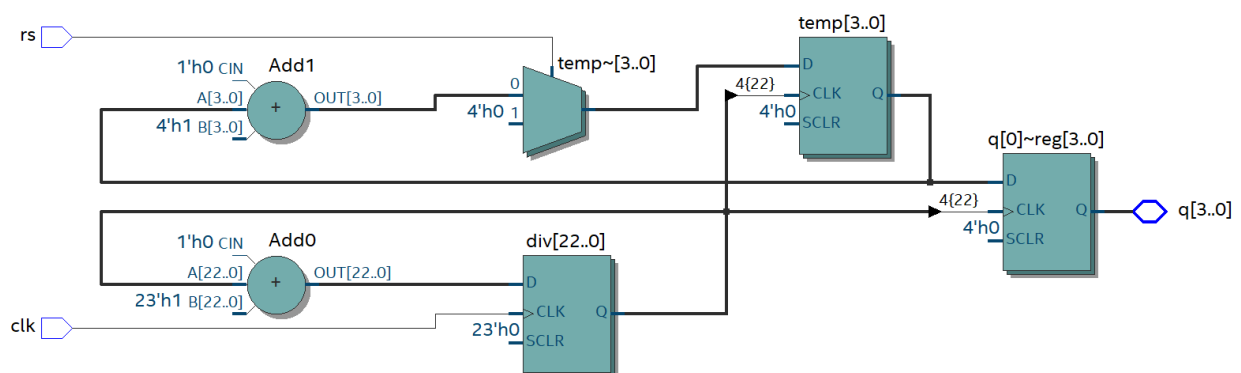 temp[3..0]
rs
temp~[3..0]
Add1
1'h0 CIN
A[3..0]
OUT[3..0]
4'h1 B[3..0]
0
4'h0 1
D
4{22}
CLK
Q
4'h0
SCLR
q[0]~reg[3..0]
D
4{22}
CLK
Q
q[3..0]
4'h0
SCLR
Add0
div[22..0]
1'h0 CIN
A[22..0]
OUT[22..0]
23'h1 B[22..0]
D
clk
CLK
Q
23'h0
SCLR
+
+